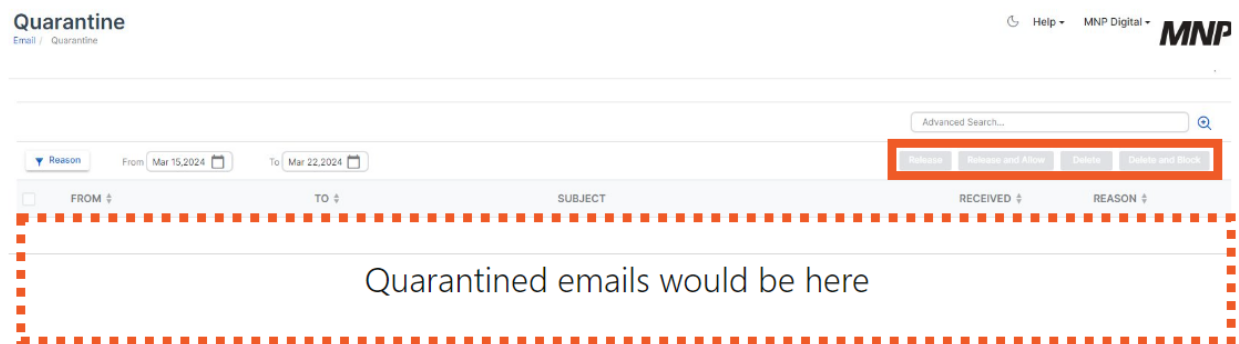 Quarantine
Help MNP Digital MNP
Email / Quarantine
Advanced Search...
Reason From Mar 15,2024 To Mar 22,2024 Release Release and Allow Delete Delete and Block
FROM TO SUBJECT RECEIVED REASON
Quarantined emails would be here